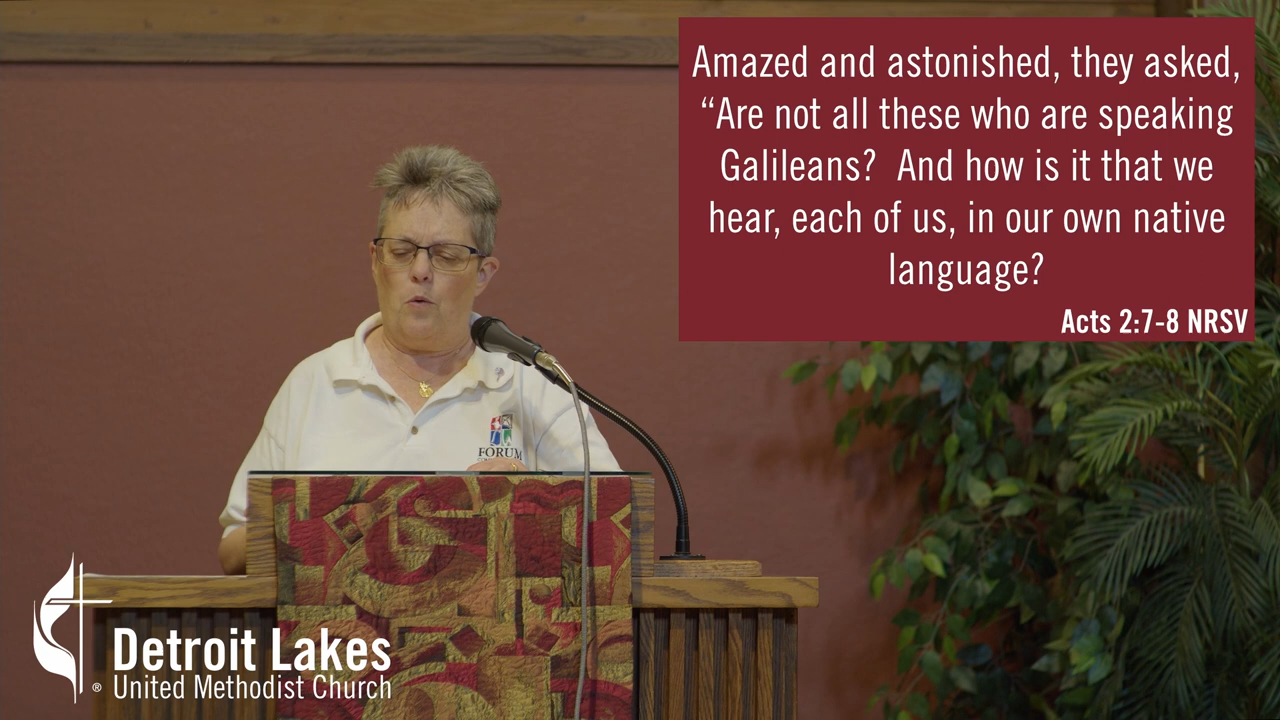 Amazed and astonished, they asked,
“Are not all these who are speaking
Galileans?  And how is it that we
hear, each of us, in our own native
language?
Acts 2:7-8 NRSV
FORUM
Detroit Lakes
® United Methodist Church